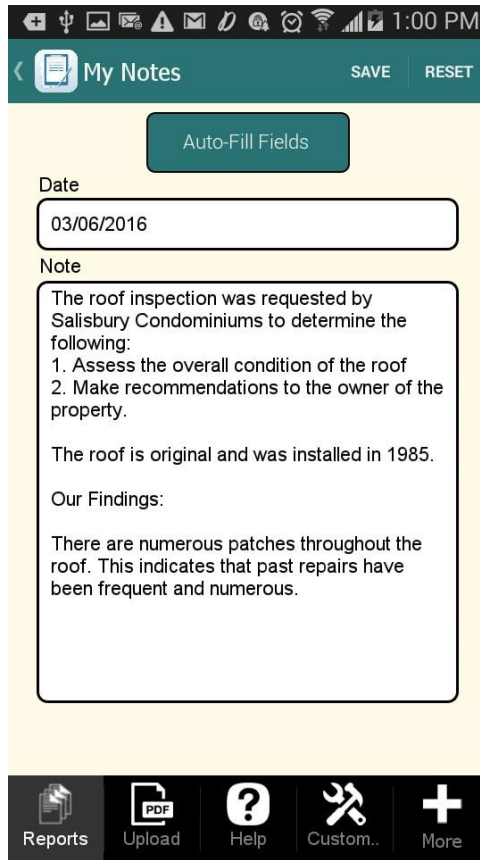 1:00 PM
My Notes
SAVE
RESET
Auto-Fill Fields
Date
03/06/2016
Note
The roof inspection was requested by
Salisbury Condominiums to determine the
following:
1. Assess the overall condition of the roof
2. Make recommendations to the owner of the
property.
The roof is original and was installed in 1985.
Our Findings:
There are numerous patches throughout the
roof. This indicates that past repairs have
been frequent and numerous.
PDF
Reports
Upload
Help
Custom..
More